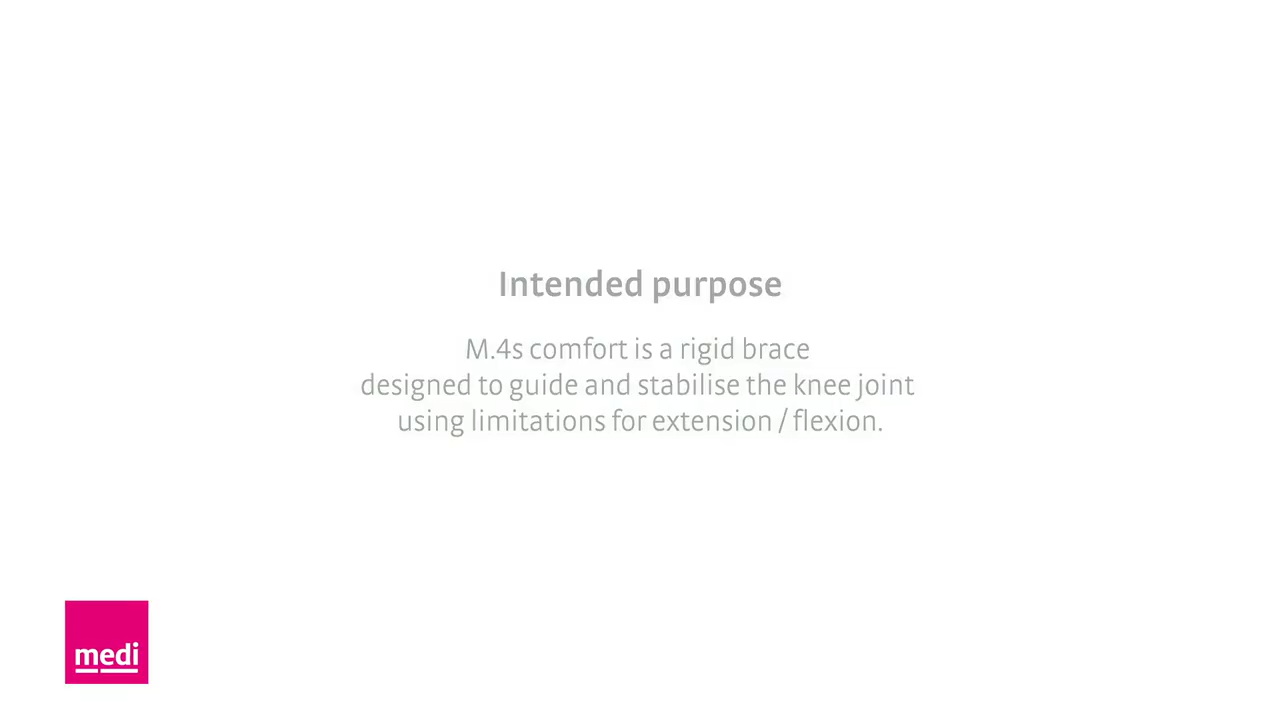 Intended purpose
M.4s comfort is a rigid brace
designed to guide and stabilise the knee joint
using limitations for extension / flexion.
medi